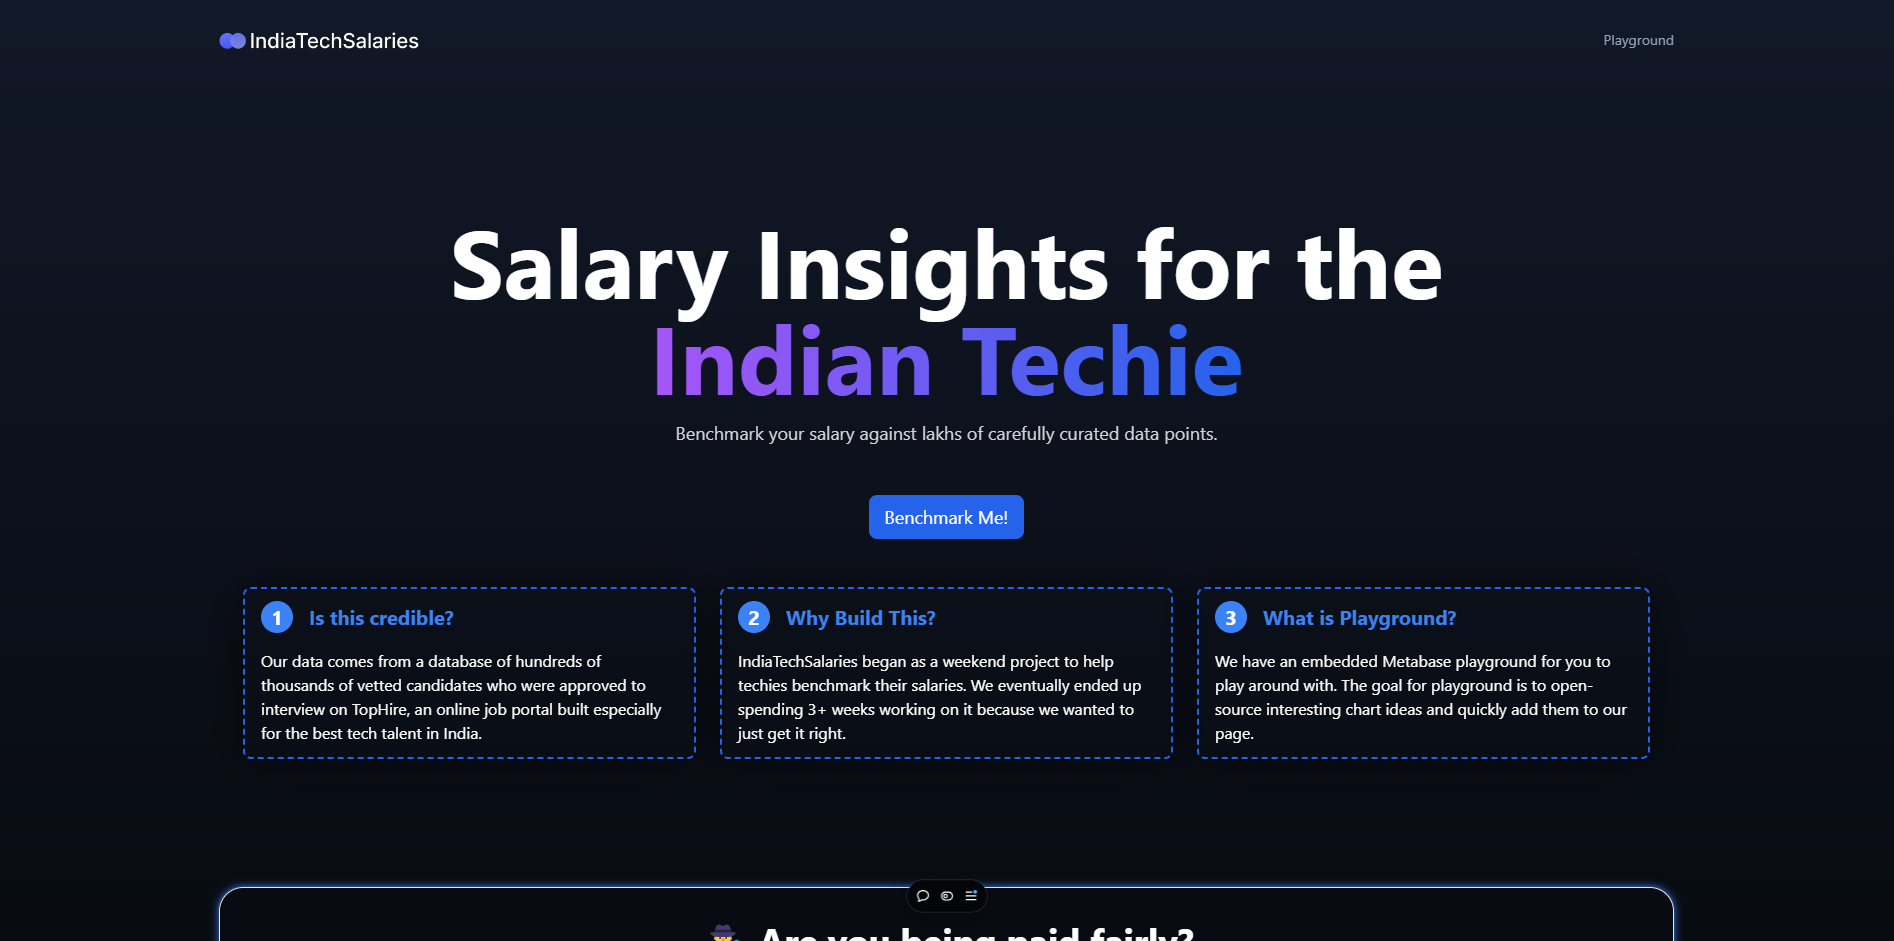 IndiaTechSalaries
Playground
Salary Insights for the
Indian Techie
Benchmark your salary against lakhs of carefully curated data points.
Benchmark Me!
1 Is this credible?
Our data comes from a database of hundreds of
thousands of vetted candidates who were approved to
interview on TopHire, an online job portal built especially
for the best tech talent in India.
2 Why Build This?
IndiaTechSalaries began as a weekend project to help
techies benchmark their salaries. We eventually ended up
spending 3+ weeks working on it because we wanted to
just get it right.
3 What is Playground?
We have an embedded Metabase playground for you to
play around with. The goal for playground is to open-
source interesting chart ideas and quickly add them to our
page.
Are you being paid fairly?